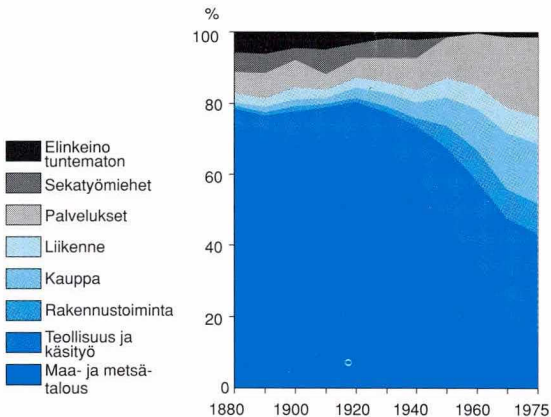 %
100
80
60
40
20
0
1880 1900 1920 1940 1960 1975
Elinkeino
tuntematon
Sekatyömiehet
Palvelukset
Liikenne
Kauppa
Rakennustoiminta
Teollisuus ja
käsityö
Maa- ja metsä-
talous